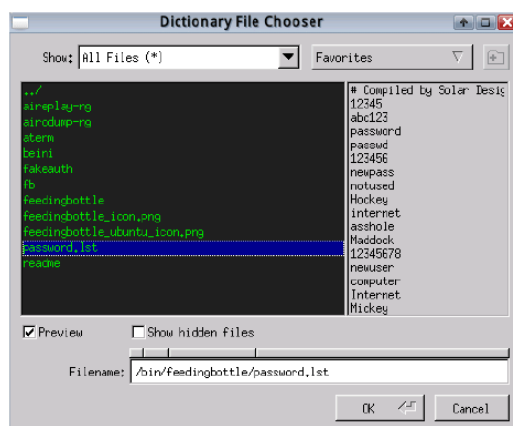 Dictionary File Chooser
Show: All Files (*)
Favorites
../
aireplay-ng
airodump-ng
aterm
beini
fakeauth
fb
feedingbottle
feedingbottle_icon.png
feedingbottle_ubuntu_icon.png
password.lst
readme
# Compiled by Solar Desig
12345
abc123
password
passwd
123456
newpass
notused
Hockey
internet
asshole
Maddock
12345678
newuser
computer
Internet
Mickey
Preview
Show hidden files
Filename: /bin/feedingbottle/password.lst
OK
Cancel